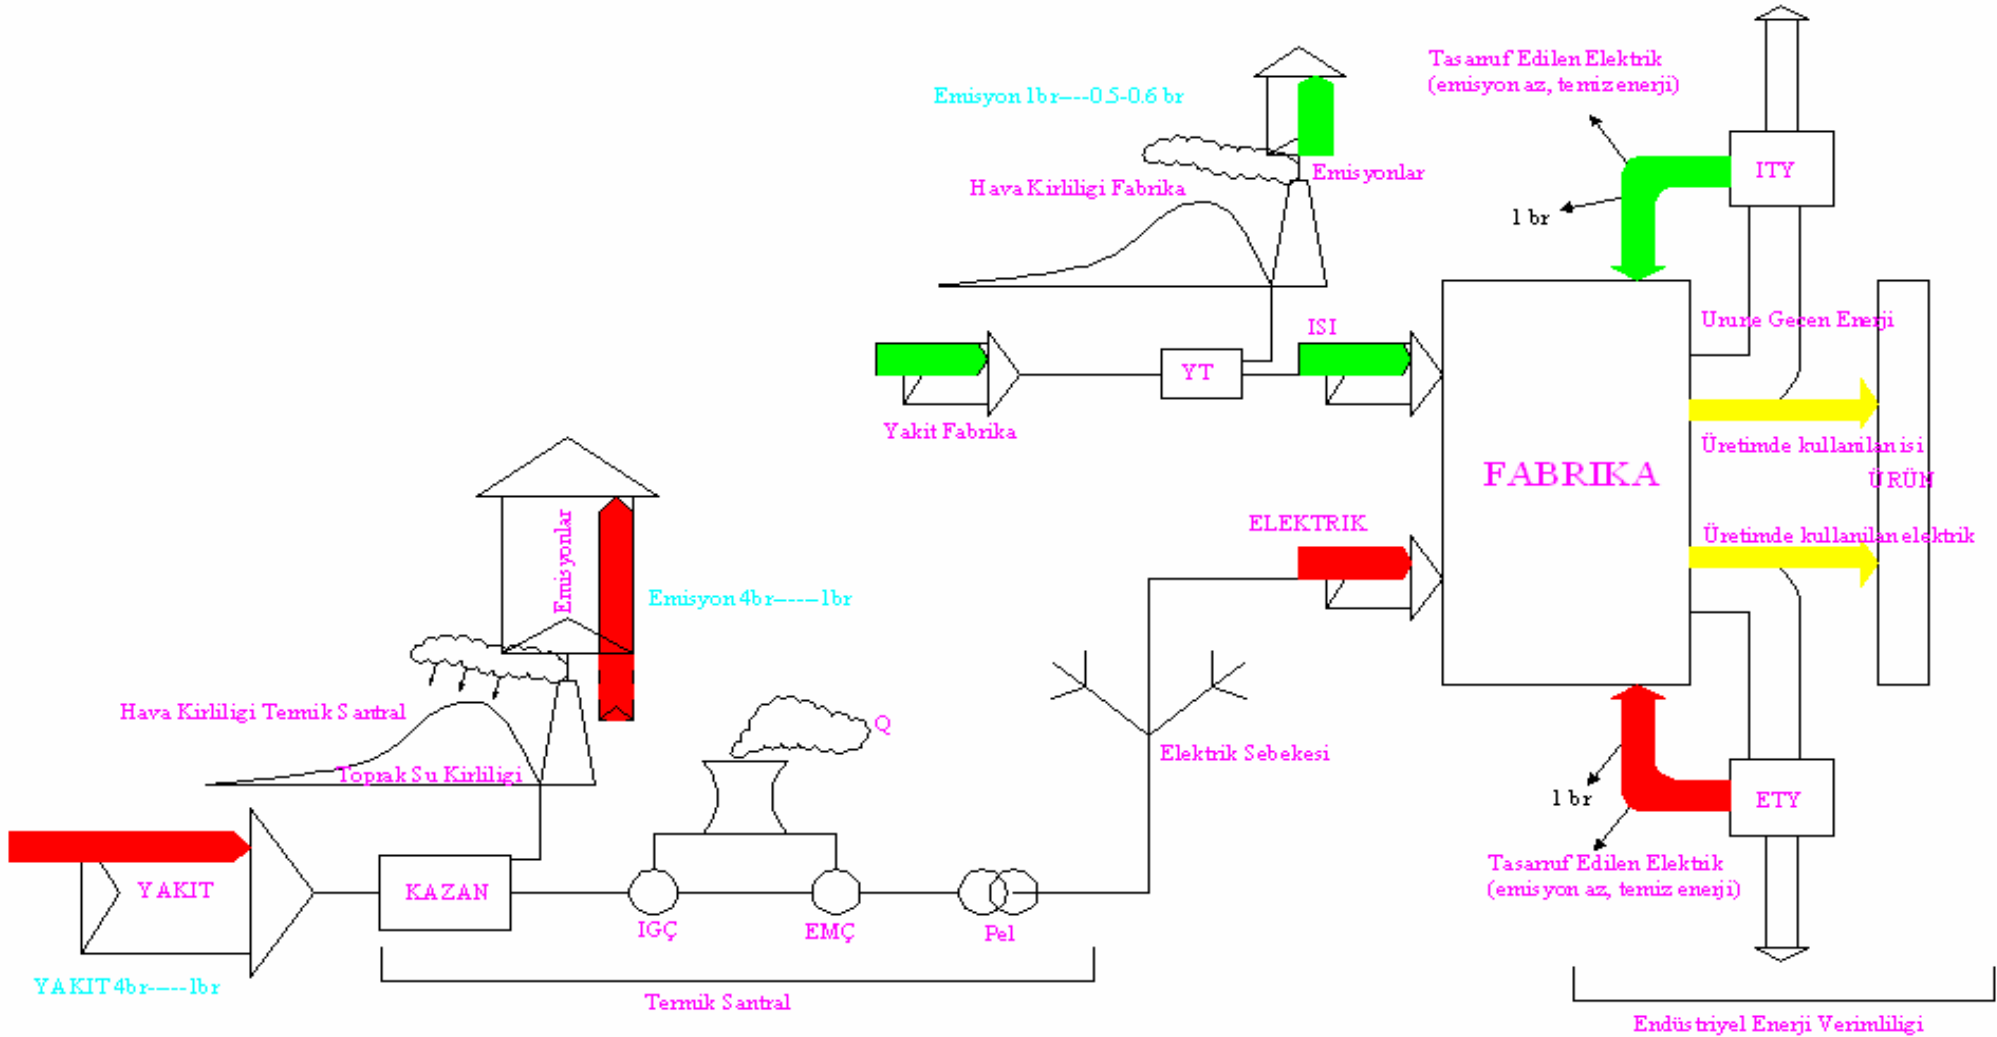 Tasarruf Edilen Elektrik
(emisyon az, temiz enerji)
Emisyon 1br----0.5-0.6 br
ITY
Emisyonlar
Hava Kirliligi Fabrika
1 br
ISI
Urune Gecen Enerji
YT
Yakit Fabrika
Üretimde kullanilan isi
FABRIKA
ÜRÜN
ELEKTRIK
Üretimde kullanilan elektrik
Emisyonlar
Emisyon 4br-----1br
Hava Kirliligi Termik Santral
Q
Elektrik Sebekesi
Toprak Su Kirliligi
1 br
ETY
Tasarruf Edilen Elektrik
(emisyon az, temiz enerji)
YAKIT
KAZAN
IGÇ
EMÇ
Pel
YAKIT 4br-----1br
Termik Santral
Endüstriyel Enerji Verimliligi